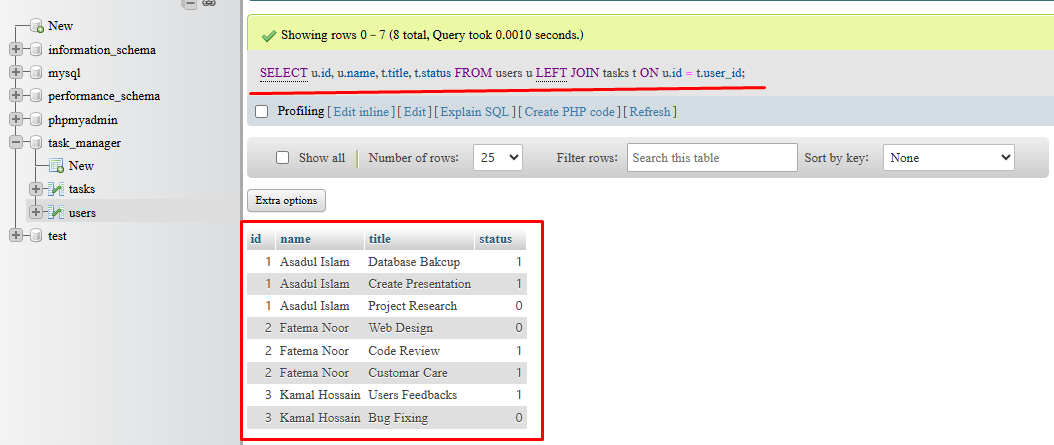 New
information_schema
mysql
performance_schema
phpmyadmin
task_manager
New
tasks
users
test
Showing rows 0 - 7 (8 total, Query took 0.0010 seconds.)
SELECT u.id, u.name, t.title, t.status FROM users u LEFT JOIN tasks t ON u.id = t.user_id;
Profiling [ Edit inline ] [ Edit ] [ Explain SQL ] [ Create PHP code ] [ Refresh ]
Show all Number of rows: 25 Filter rows: Search this table Sort by key: None
Extra options
id name title status
1 Asadul Islam Database Bakcup 1
1 Asadul Islam Create Presentation 1
1 Asadul Islam Project Research 0
2 Fatema Noor Web Design 0
2 Fatema Noor Code Review 1
2 Fatema Noor Customar Care 1
3 Kamal Hossain Users Feedbacks 1
3 Kamal Hossain Bug Fixing 0